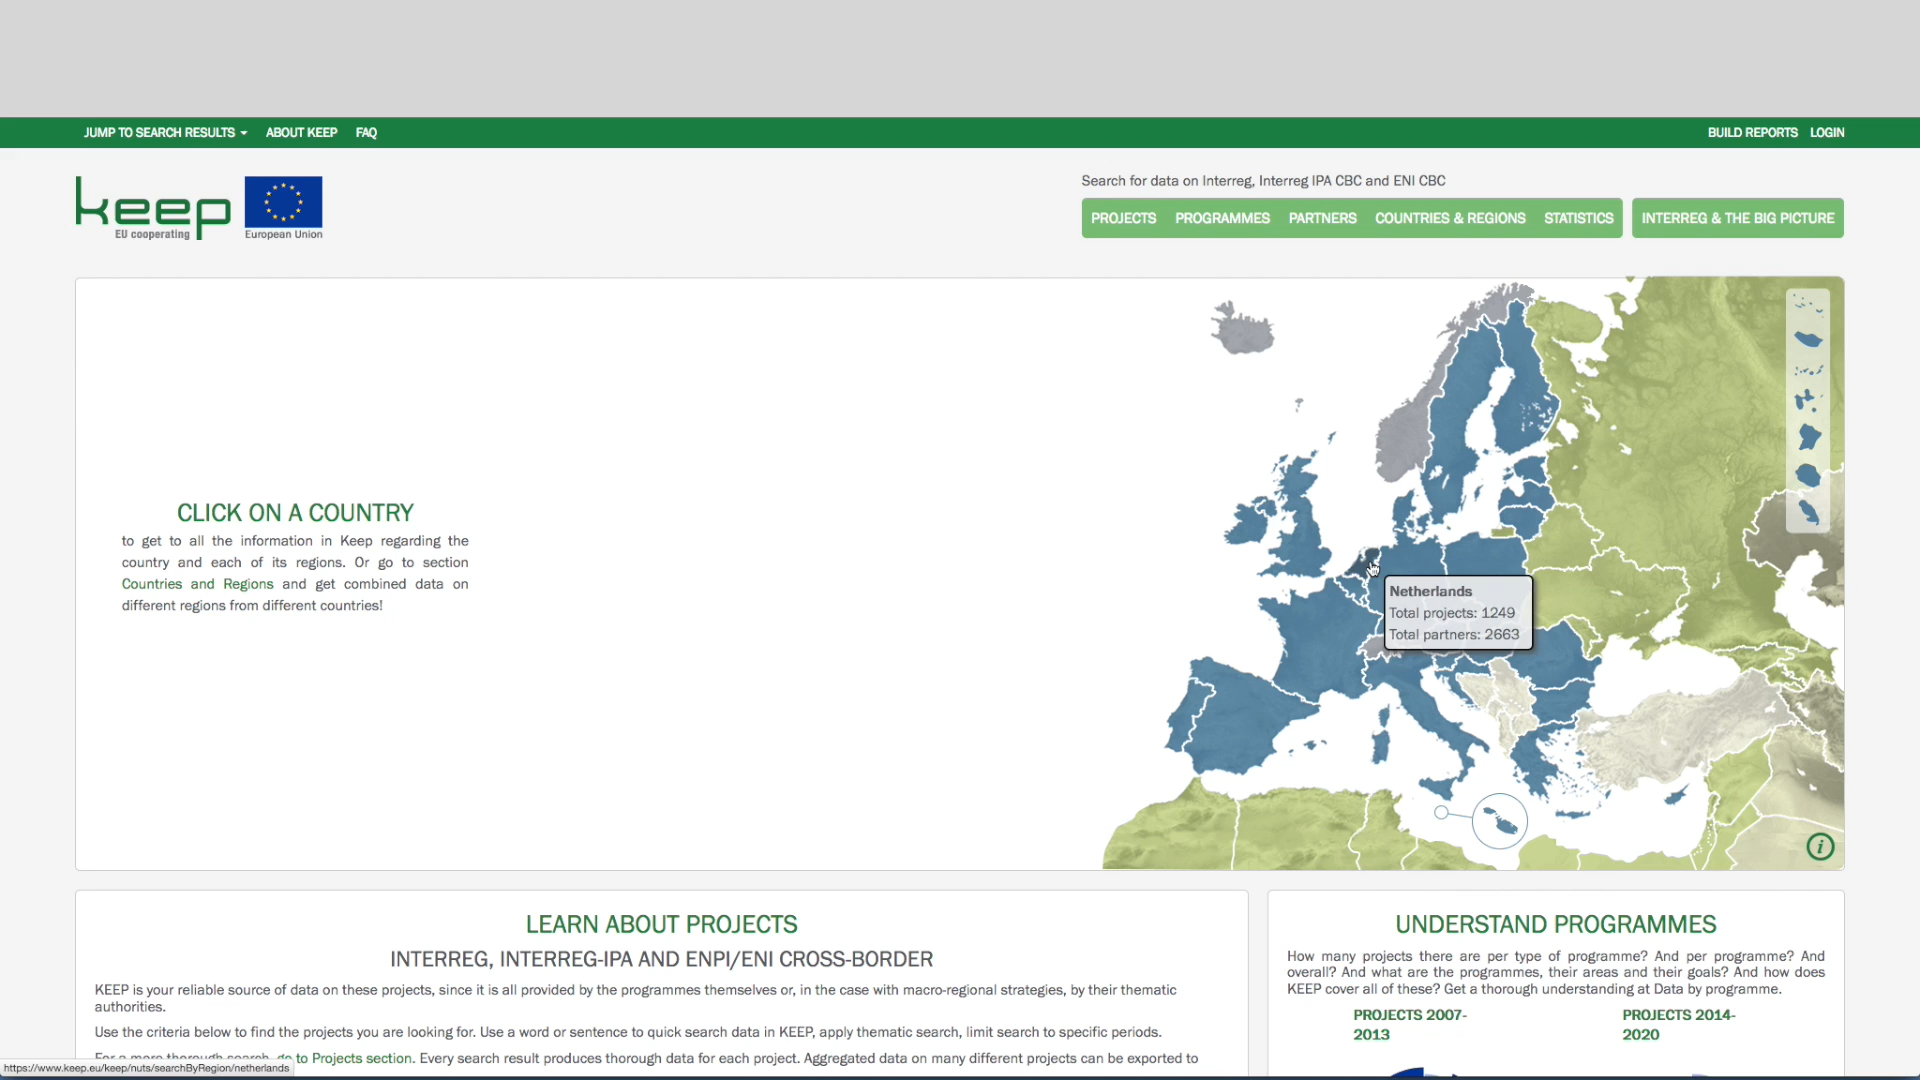 JUMP TO SEARCH RESULTS
ABOUT KEEP
FAQ
BUILD REPORTS
LOGIN
keep
EU cooperating
European Union
Search for data on Interreg, Interreg IPA CBC and ENI CBC
PROJECTS
PROGRAMMES
PARTNERS
COUNTRIES & REGIONS
STATISTICS
INTERREG & THE BIG PICTURE
CLICK ON A COUNTRY
to get to all the information in Keep regarding the
country and each of its regions. Or go to section
Countries and Regions and get combined data on
different regions from different countries!
Netherlands
Total projects: 1249
Total partners: 2663
i
LEARN ABOUT PROJECTS
INTERREG, INTERREG-IPA AND ENPI/ENI CROSS-BORDER
KEEP is your reliable source of data on these projects, since it is all provided by the programmes themselves or, in the case with macro-regional strategies, by their thematic
authorities.
Use the criteria below to find the projects you are looking for. Use a word or sentence to quick search data in KEEP, apply thematic search, limit search to specific periods.
For a more thorough search, go to Projects section. Every search result produces thorough data for each project. Aggregated data on many different projects can be exported to
UNDERSTAND PROGRAMMES
How many projects there are per type of programme? And per programme? And
overall? And what are the programmes, their areas and their goals? And how does
KEEP cover all of these? Get a thorough understanding at Data by programme.
PROJECTS 2007-
2013
PROJECTS 2014-
2020
https://www.keep.eu/keep/nuts/searchByRegion/netherlands